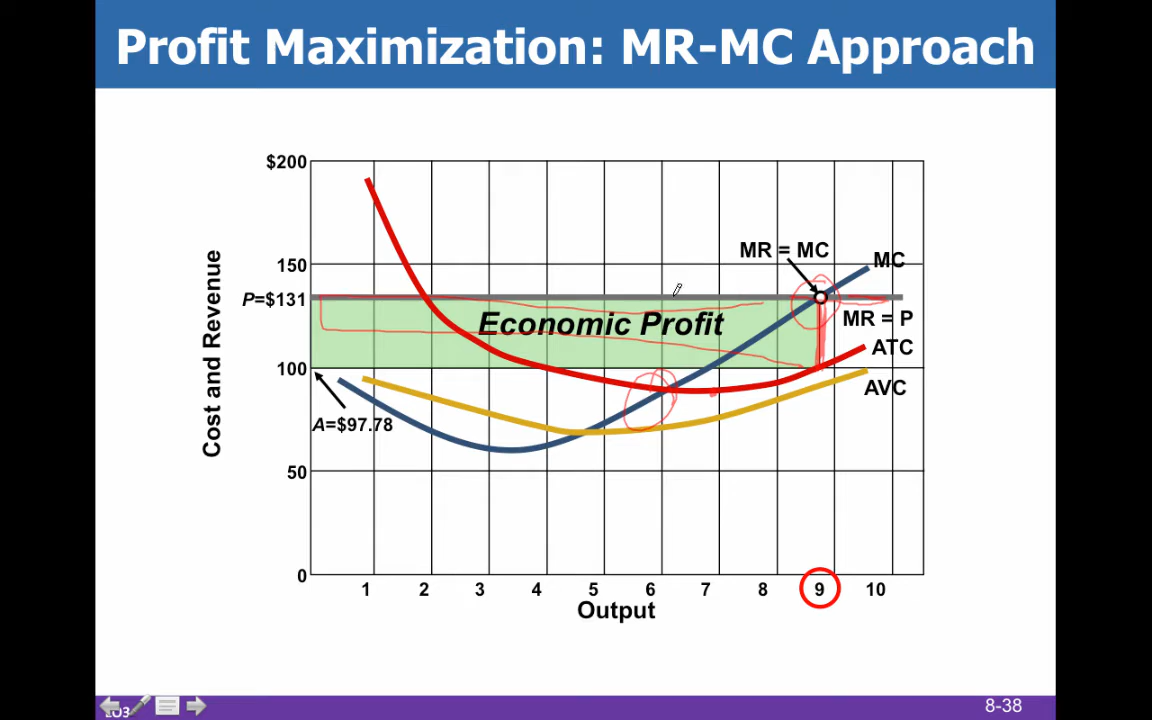 Profit Maximization: MR-MC Approach
$200
150
P=$131
100
50
0
Cost and Revenue
A=$97.78
Economic Profit
MR = MC
MC
MR = P
ATC
AVC
1 2 3 4 5 6 7 8 9 10
Output
LO3
8-38